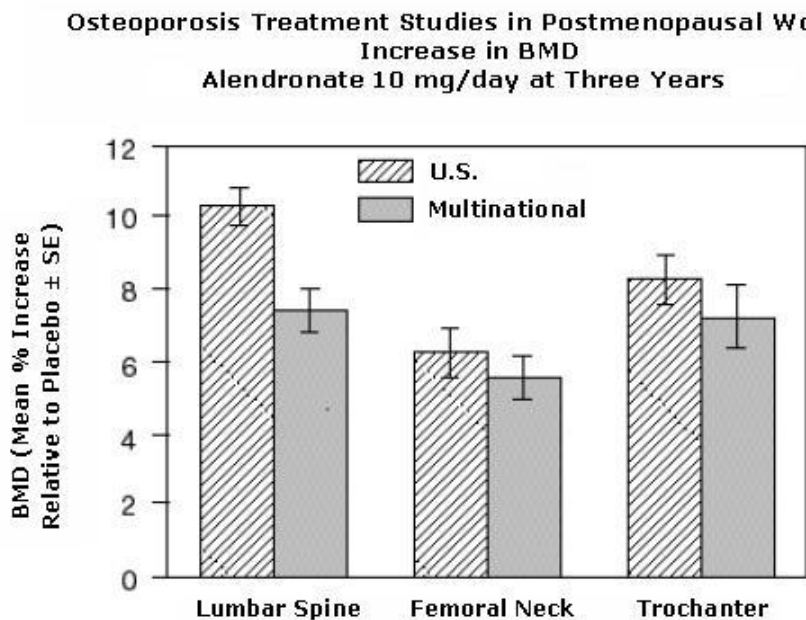 Osteoporosis Treatment Studies in Postmenopausal Wo
Increase in BMD
Alendronate 10 mg/day at Three Years
BMD (Mean % Increase
Relative to Placebo ± SE)
12
10
8
6
4
2
0
U.S.
Multinational
Lumbar Spine
Femoral Neck
Trochanter